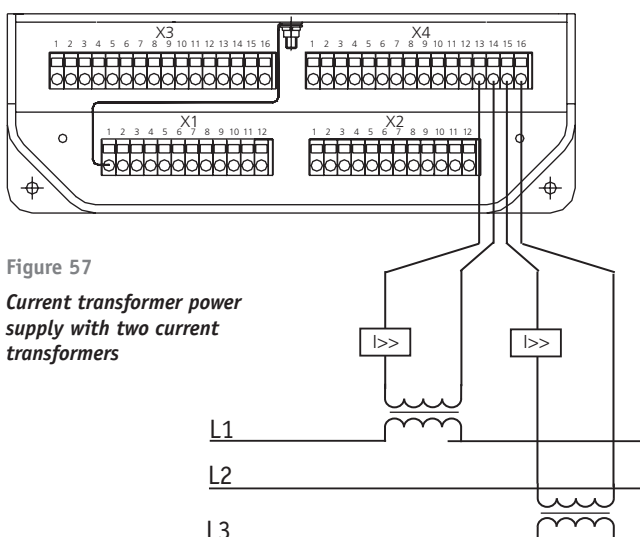 X3 X4
1 2 3 4 5 6 7 8 9 10 11 12 13 14 15 16 1 2 3 4 5 6 7 8 9 10 11 12 13 14 15 16
X1 X2
1 2 3 4 5 6 7 8 9 10 11 12 1 2 3 4 5 6 7 8 9 10 11 12
Figure 57
Current transformer power
supply with two current
transformers
I>> I>>
L1
L2
L3